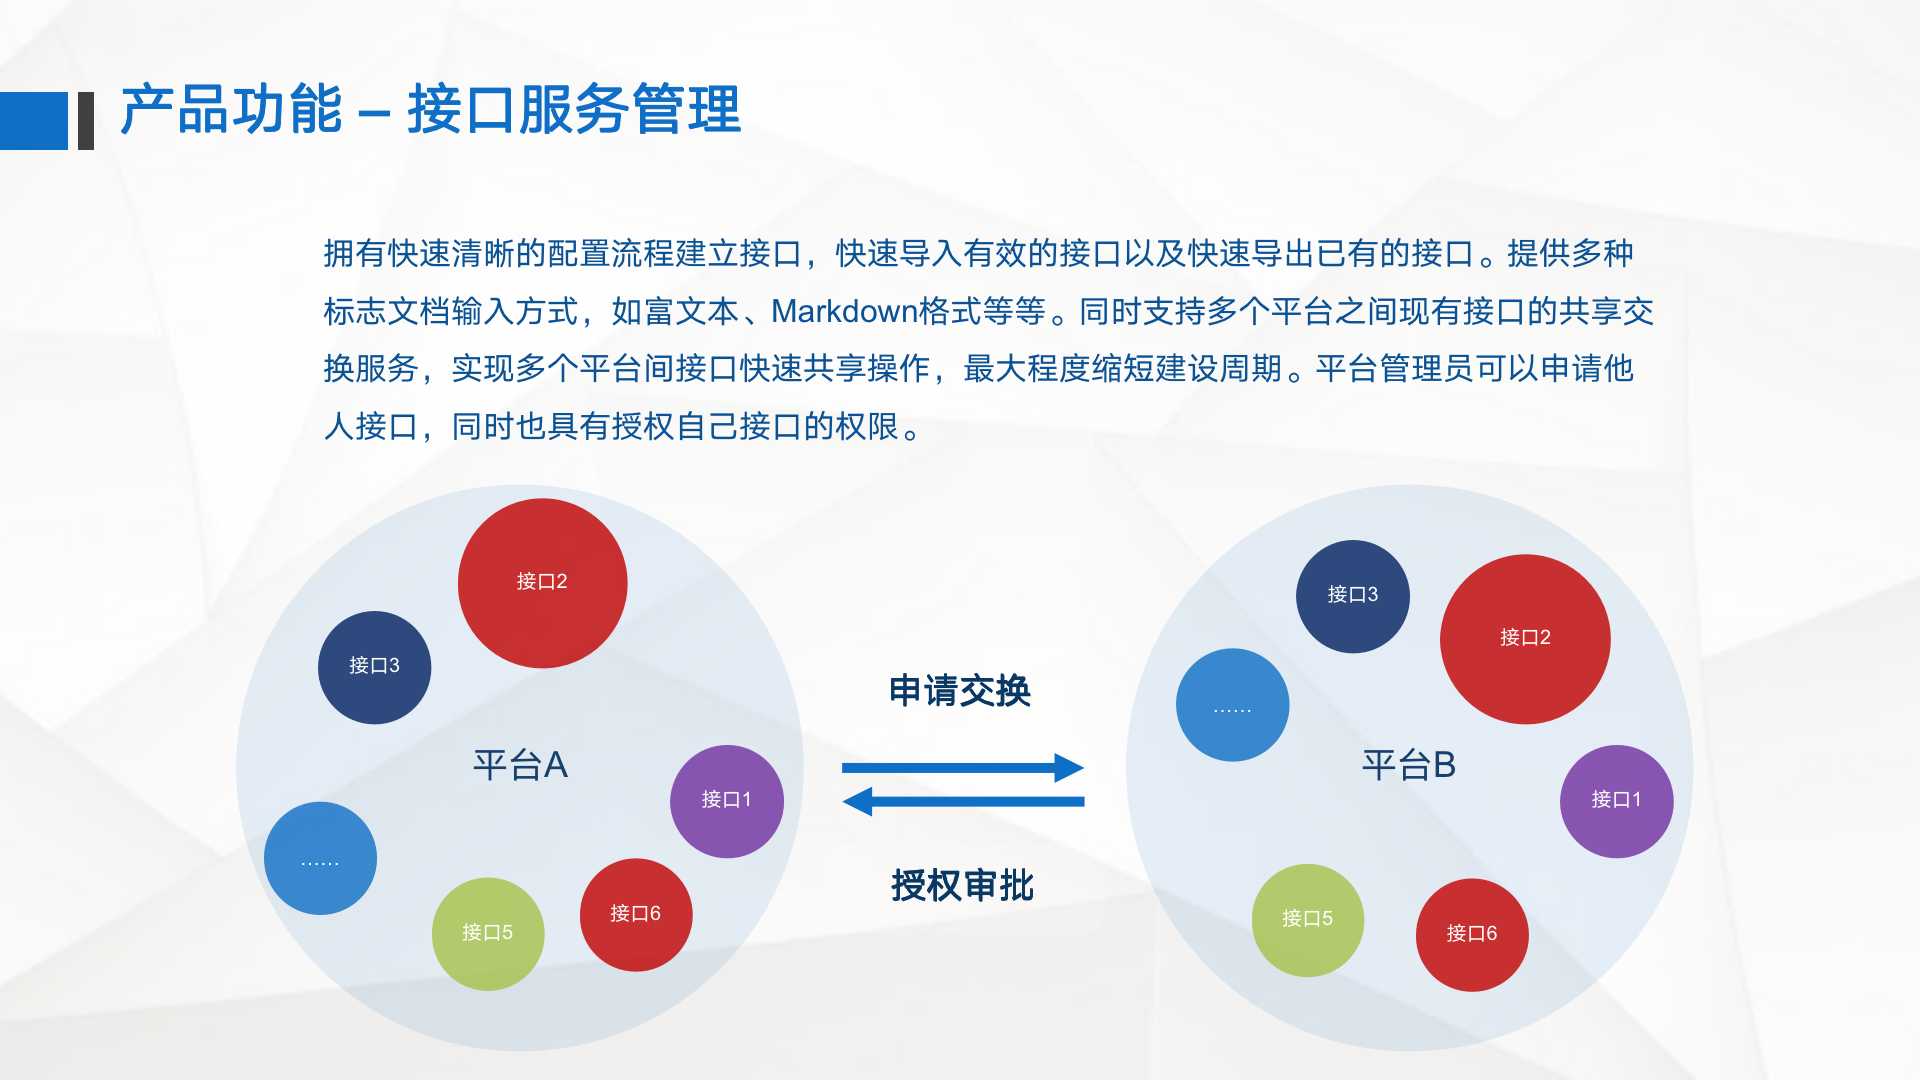 产品功能 – 接口服务管理
拥有快速清晰的配置流程建立接口，快速导入有效的接口以及快速导出已有的接口。提供多种
标志文档输入方式，如富文本、Markdown格式等等。同时支持多个平台之间现有接口的共享交
换服务，实现多个平台间接口快速共享操作，最大程度缩短建设周期。平台管理员可以申请他
人接口，同时也具有授权自己接口的权限。
接口2
接口3
平台A
接口1
……
接口6
接口5
申请交换
授权审批
接口3
接口2
……
平台B
接口1
接口5
接口6